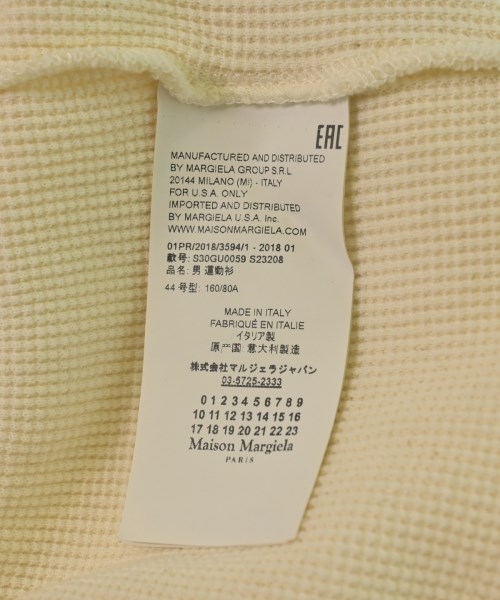 EAC
MANUFACTURED AND DISTRIBUTED
BY MARGIELA GROUP S.R.L.
20144 MILANO (MI) - ITALY
FOR U.S.A. ONLY
IMPORTED AND DISTRIBUTED
BY MARGIELA U.S.A. Inc.
WWW.MAISONMARGIELA.COM
01PR/2018/3594/1 - 2018 01
款号: S30GU0059 S23208
品名: 男 運動衫
44 号型: 160/80A
MADE IN ITALY
FABRIQUÉ EN ITALIE
イタリア製
原产国 意大利製造
株式会社マルジェラジャパン
03-5725-2333
0 1 2 3 4 5 6 7 8 9
10 11 12 13 14 15 16
17 18 19 20 21 22 23
Maison Margiela
PARIS